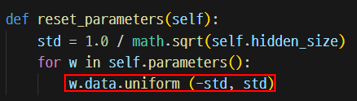 def reset_parameters(self):
    std = 1.0 / math.sqrt(self.hidden_size)
    for w in self.parameters():
        w.data.uniform (-std, std)